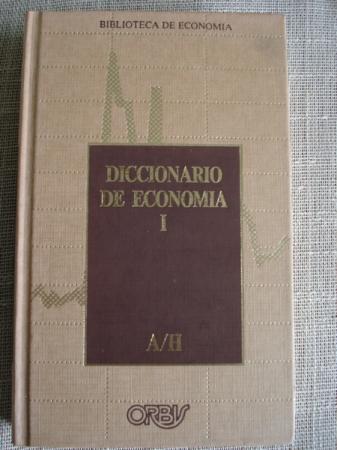 BIBLIOTECA DE ECONOMIA
DICCIONARIO
DE ECONOMIA
I
A/H
ORBIS